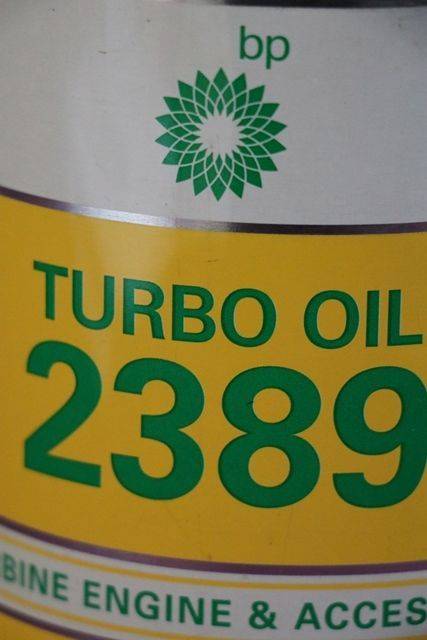 bp
TURBO OIL
2389
BINE ENGINE & ACCES